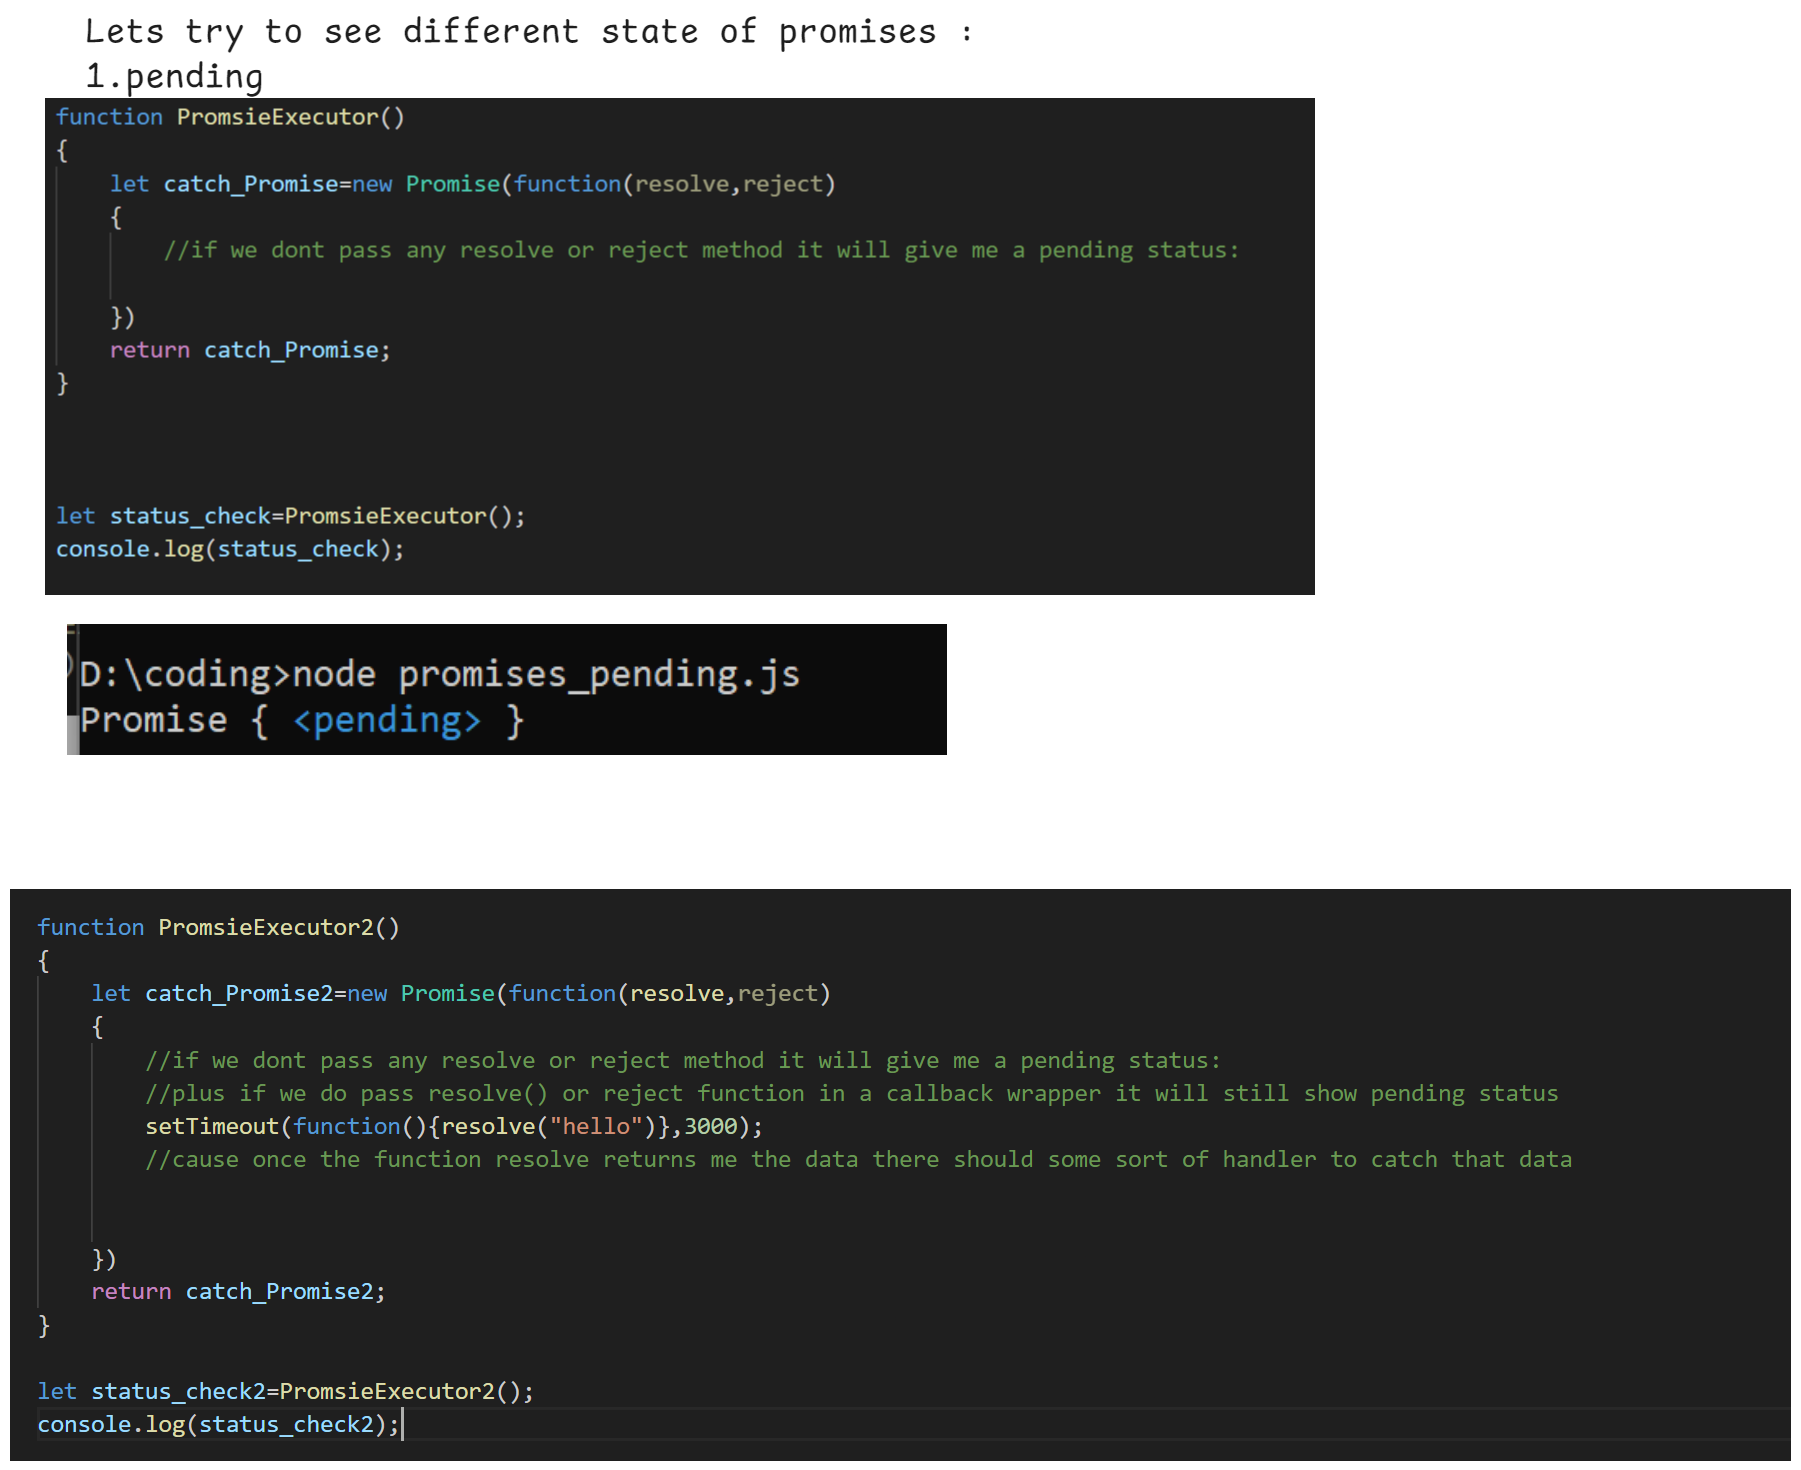 Lets try to see different state of promises :
1.pending
function PromsieExecutor()
{
let catch_Promise=new Promise(function(resolve,reject)
{
//if we dont pass any resolve or reject method it will give me a pending status:
})
return catch_Promise;
}
let status_check=PromsieExecutor();
console.log(status_check);
D:\coding>node promises_pending.js
Promise { <pending> }
function PromsieExecutor2()
{
let catch_Promise2=new Promise(function(resolve,reject)
{
//if we dont pass any resolve or reject method it will give me a pending status:
//plus if we do pass resolve() or reject function in a callback wrapper it will still show pending status
setTimeout(function(){resolve("hello")},3000);
//cause once the function resolve returns me the data there should some sort of handler to catch that data
})
return catch_Promise2;
}
let status_check2=PromsieExecutor2();
console.log(status_check2);